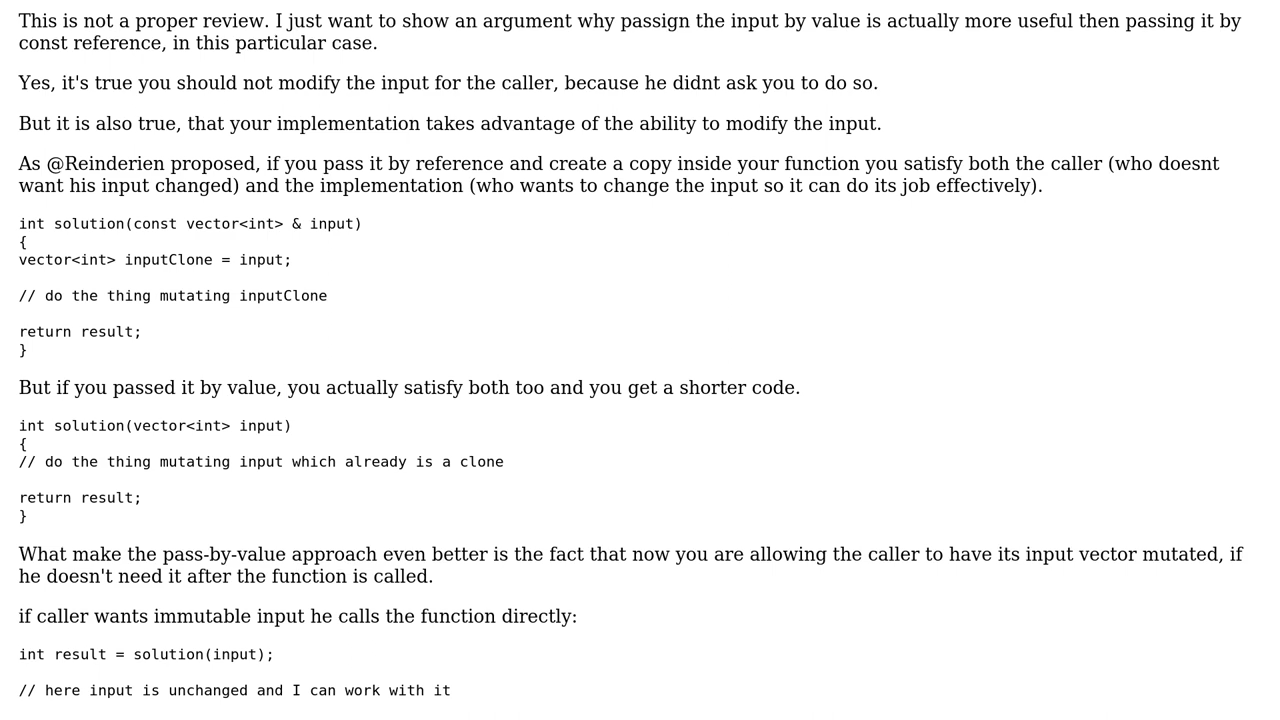 This is not a proper review. I just want to show an argument why passign the input by value is actually more useful then passing it by
const reference, in this particular case.
Yes, it's true you should not modify the input for the caller, because he didnt ask you to do so.
But it is also true, that your implementation takes advantage of the ability to modify the input.
As @Reinderien proposed, if you pass it by reference and create a copy inside your function you satisfy both the caller (who doesnt
want his input changed) and the implementation (who wants to change the input so it can do its job effectively).
int solution(const vector<int> & input)
{
vector<int> inputClone = input;
// do the thing mutating inputClone
return result;
}
But if you passed it by value, you actually satisfy both too and you get a shorter code.
int solution(vector<int> input)
{
// do the thing mutating input which already is a clone
return result;
}
What make the pass-by-value approach even better is the fact that now you are allowing the caller to have its input vector mutated, if
he doesn't need it after the function is called.
if caller wants immutable input he calls the function directly:
int result = solution(input);
// here input is unchanged and I can work with it